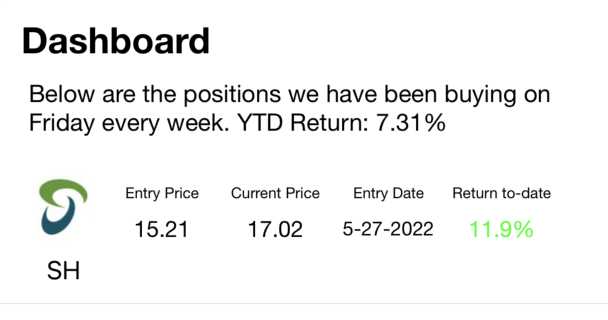 Dashboard
Below are the positions we have been buying on
Friday every week. YTD Return: 7.31%
Entry Price Current Price Entry Date Return to-date
15.21 17.02 5-27-2022 11.9%
SH